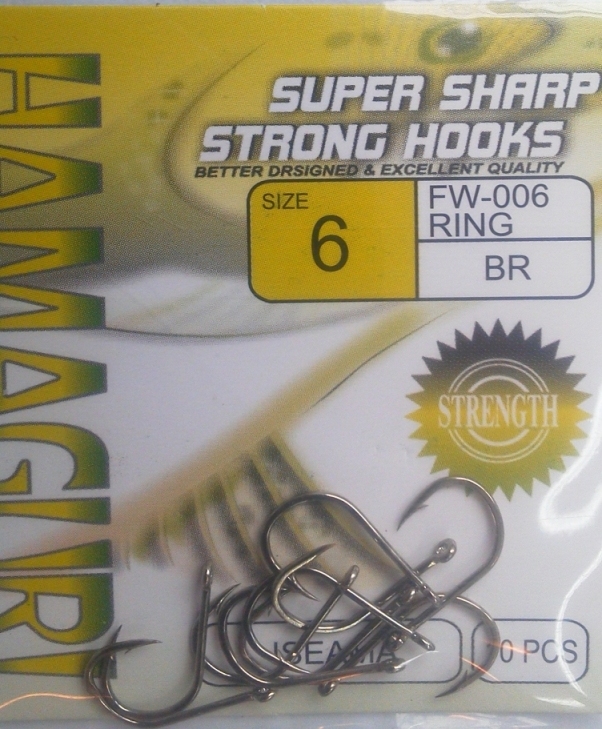 HAMAGIRI
SUPER SHARP
STRONG HOOKS
BETTER DRSIGNED & EXCELLENT QUALITY
SIZE
6
FW-006
RING
BR
STRENGTH
PCS